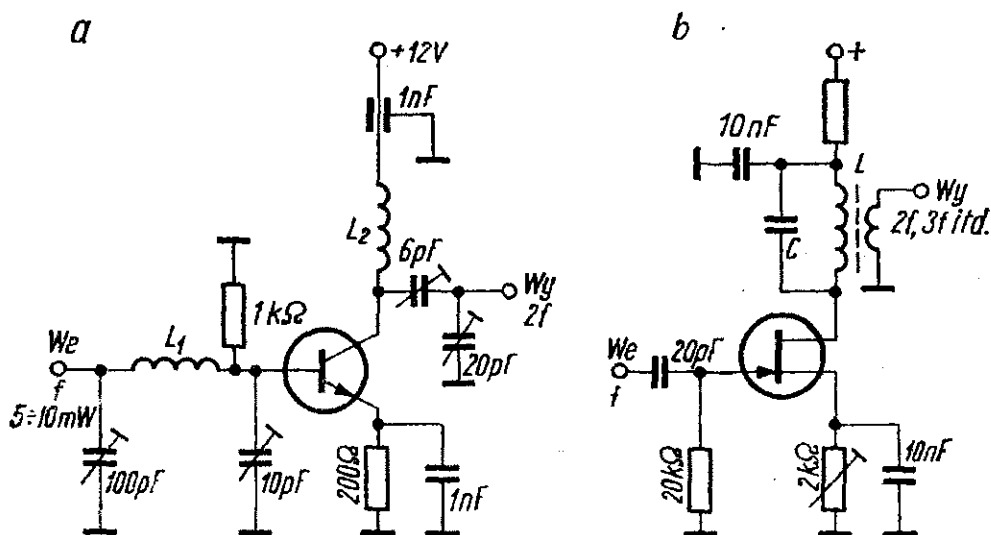 a
+12V
1nF
L2
6pF
Wy
2f
20pF
1kΩ
L1
We
f
5÷10mW
100pF
10pF
200Ω
1nF
b
+
10nF
L
C
Wy
2f, 3f itd.
We
f
20pF
20kΩ
2kΩ
10nF